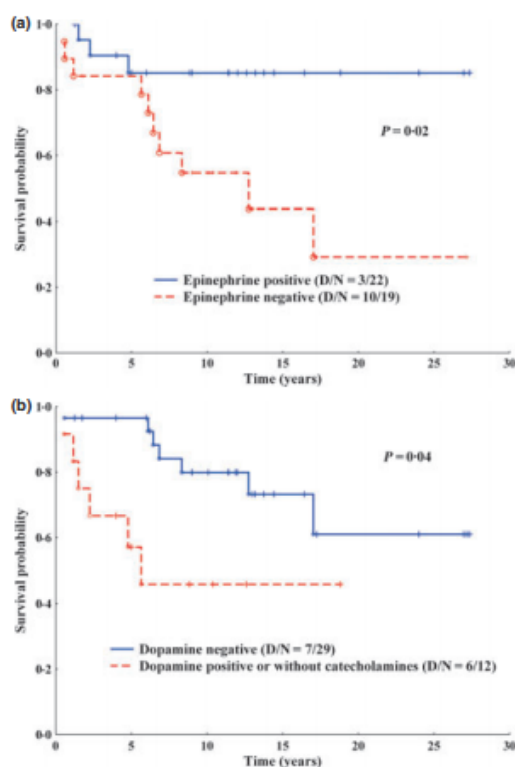 (a)
1·0
0·8
0·6
0·4
0·2
0·0
Survival probability
P = 0·02
Epinephrine positive (D/N = 3/22)
Epinephrine negative (D/N = 10/19)
0 5 10 15 20 25 30
Time (years)
(b)
1·0
0·8
0·6
0·4
0·2
0·0
Survival probability
P = 0·04
Dopamine negative (D/N = 7/29)
Dopamine positive or without catecholamines (D/N = 6/12)
0 5 10 15 20 25 30
Time (years)